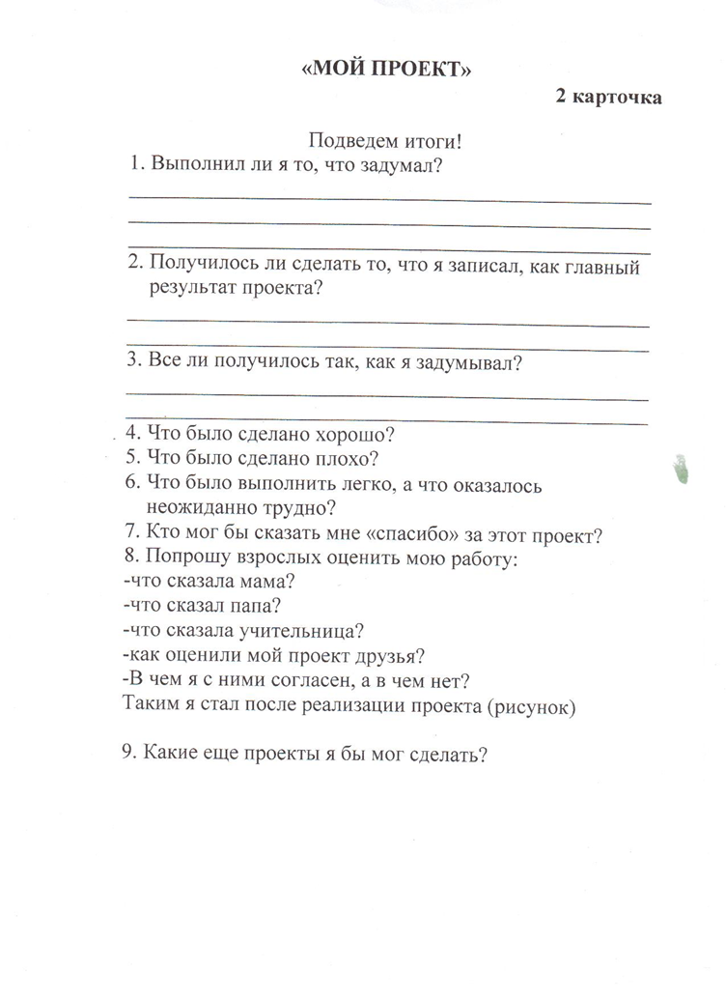 «МОЙ ПРОЕКТ»
2 карточка
Подведем итоги!
1. Выполнил ли я то, что задумал?
2. Получилось ли сделать то, что я записал, как главный
результат проекта?
3. Все ли получилось так, как я задумывал?
4. Что было сделано хорошо?
5. Что было сделано плохо?
6. Что было выполнить легко, а что оказалось
неожиданно трудно?
7. Кто мог бы сказать мне «спасибо» за этот проект?
8. Попрошу взрослых оценить мою работу:
-что сказала мама?
-что сказал папа?
-что сказала учительница?
-как оценили мой проект друзья?
-В чем я с ними согласен, а в чем нет?
Таким я стал после реализации проекта (рисунок)
9. Какие еще проекты я бы мог сделать?